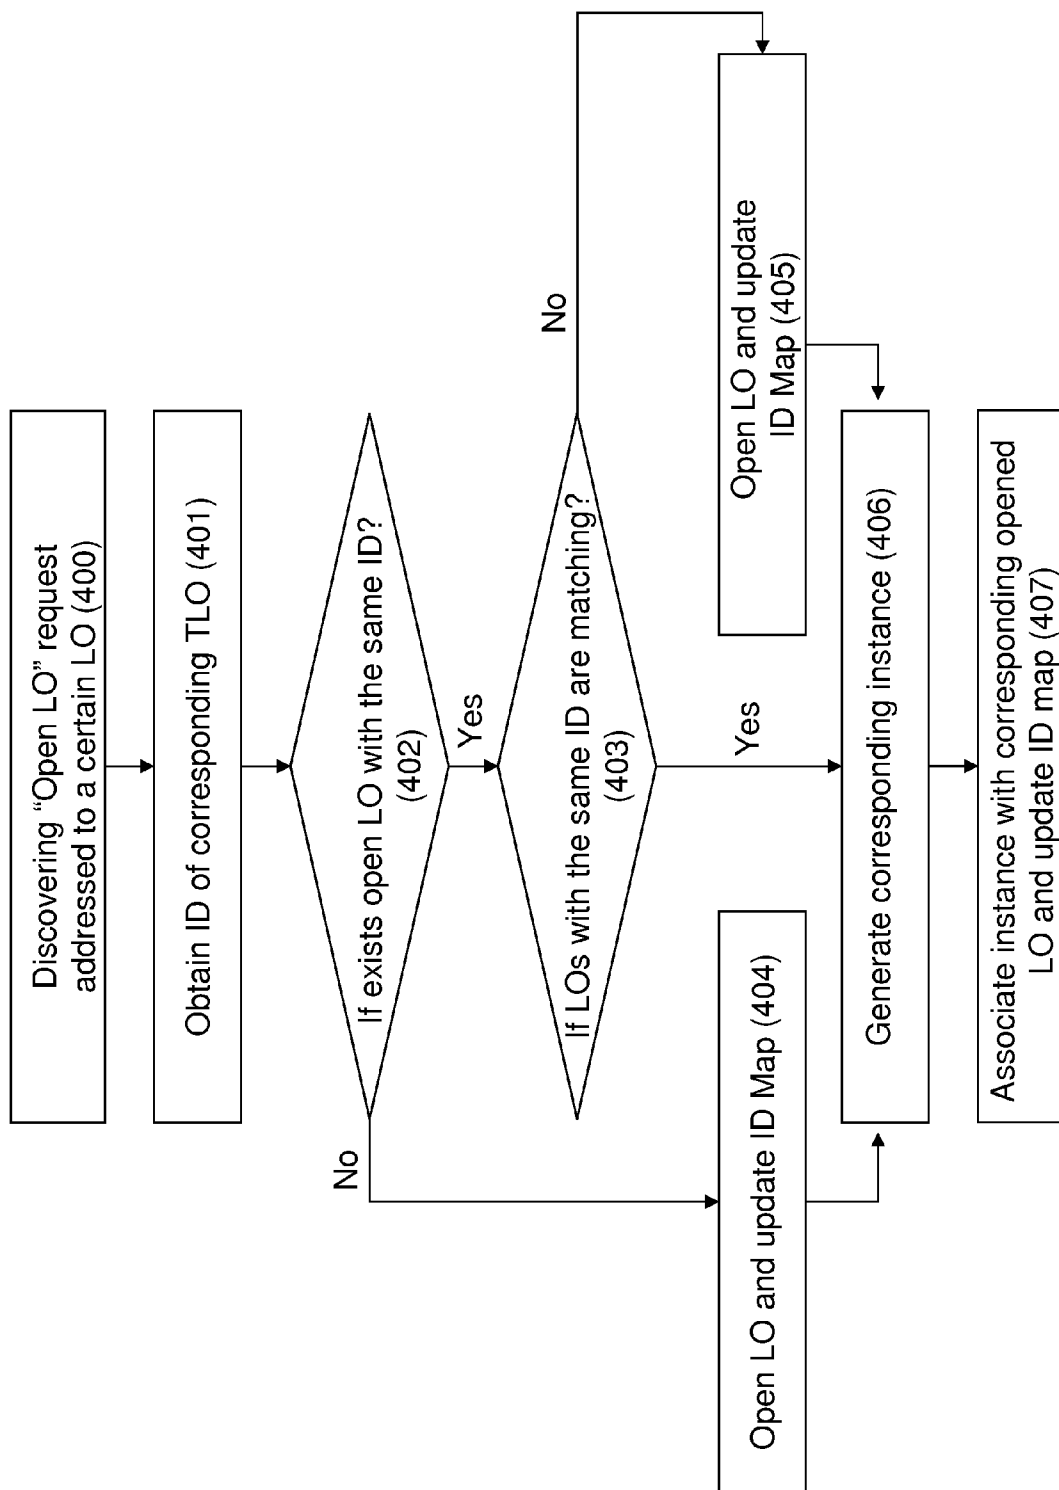 Discovering “Open LO” request
addressed to a certain LO (400)
Obtain ID of corresponding TLO (401)
If exists open LO with the same ID?
(402)
No
Yes
If LOs with the same ID are matching?
(403)
No
Yes
Open LO and update ID Map (404)
Open LO and update
ID Map (405)
Generate corresponding instance (406)
Associate instance with corresponding opened
LO and update ID map (407)